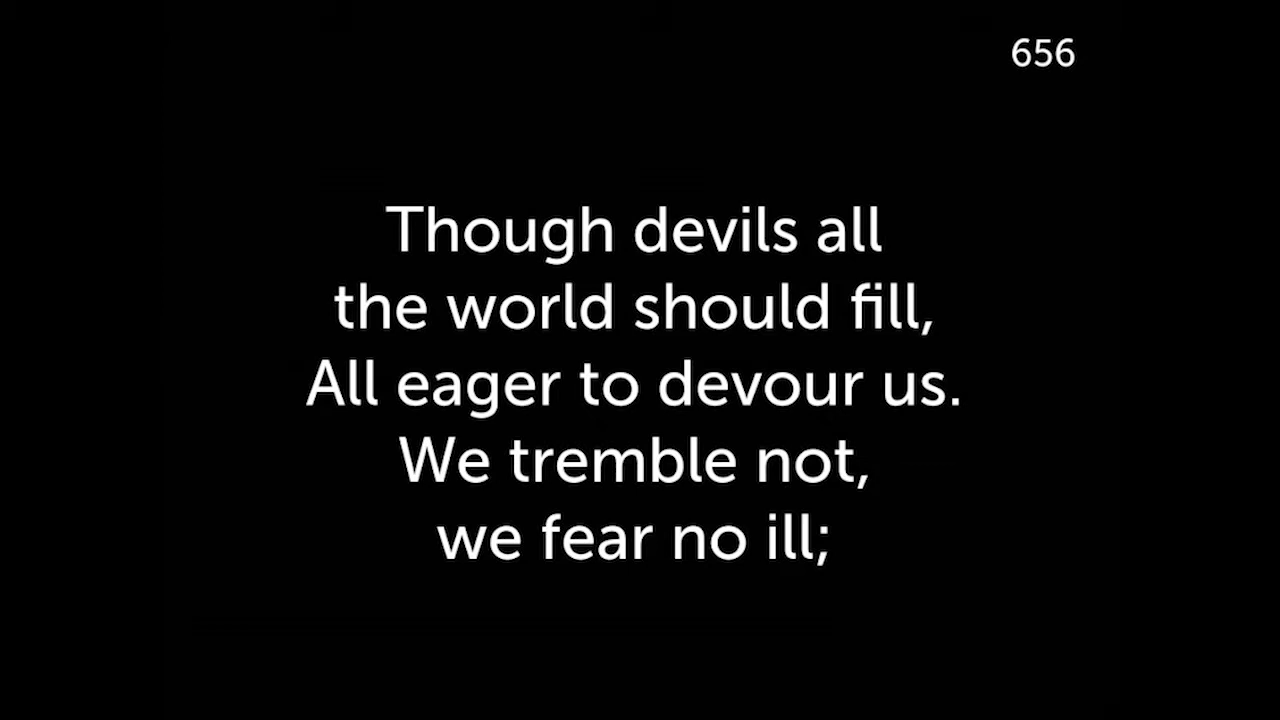 656
Though devils all
the world should fill,
All eager to devour us.
We tremble not,
we fear no ill;